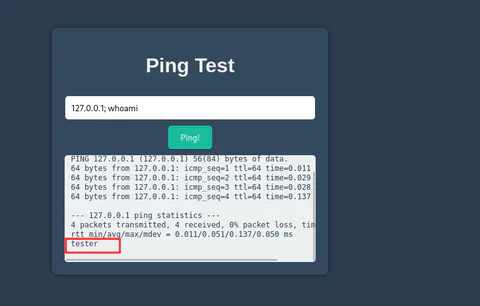 Ping Test
127.0.0.1; whoami
Ping!
PING 127.0.0.1 (127.0.0.1) 56(84) bytes of data.
64 bytes from 127.0.0.1: icmp_seq=1 ttl=64 time=0.011
64 bytes from 127.0.0.1: icmp_seq=2 ttl=64 time=0.029
64 bytes from 127.0.0.1: icmp_seq=3 ttl=64 time=0.028
64 bytes from 127.0.0.1: icmp_seq=4 ttl=64 time=0.137
--- 127.0.0.1 ping statistics ---
4 packets transmitted, 4 received, 0% packet loss, tim
rtt min/avg/max/mdev = 0.011/0.051/0.137/0.050 ms
tester